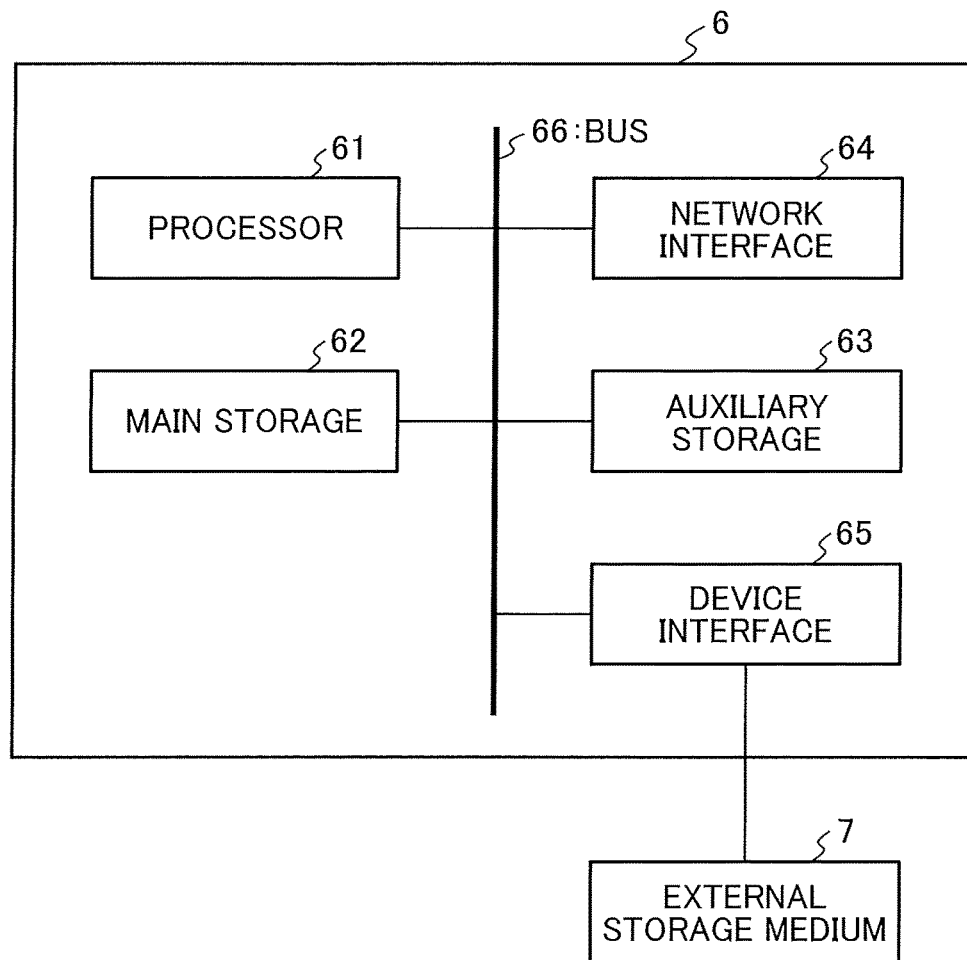 6
66:BUS
61
PROCESSOR
64
NETWORK
INTERFACE
62
MAIN STORAGE
63
AUXILIARY
STORAGE
65
DEVICE
INTERFACE
7
EXTERNAL
STORAGE MEDIUM